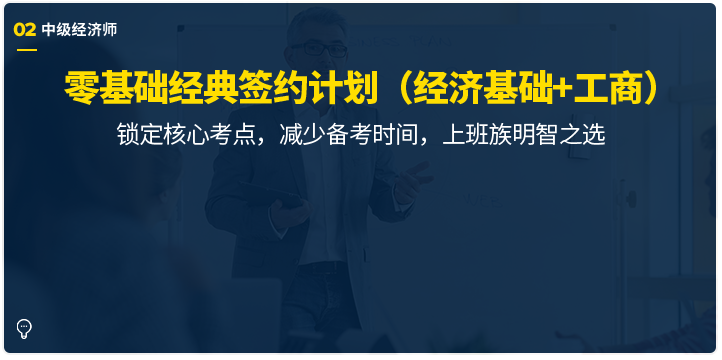 02 中级经济师
零基础经典签约计划（经济基础+工商）
锁定核心考点，减少备考时间，上班族明智之选